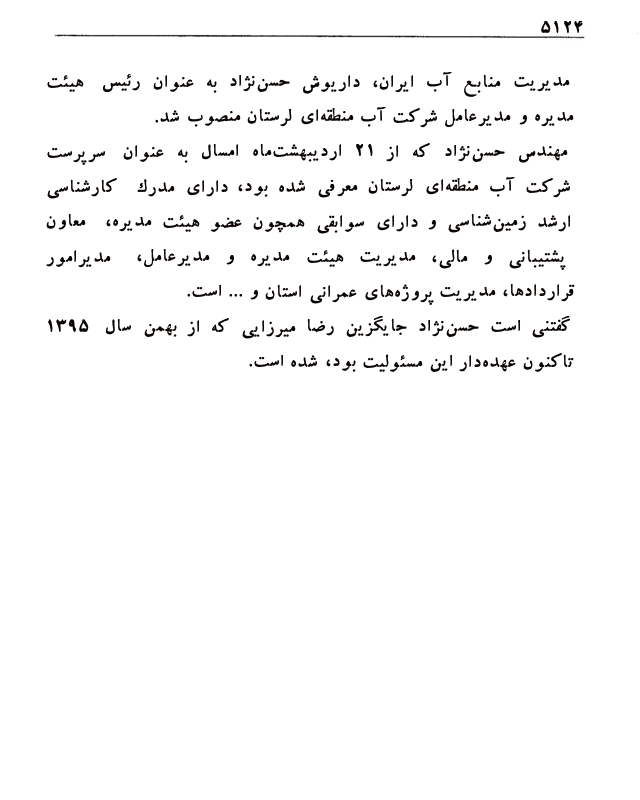 ۵۱۲۴
مدیریت منابع آب ایران، داریوش حسن‌نژاد به عنوان رئیس هیئت
مدیره و مدیرعامل شرکت آب منطقه‌ای لرستان منصوب شد.
مهندس حسن‌نژاد که از ۲۱ اردیبهشت‌ماه امسال به عنوان سرپرست
شرکت آب منطقه‌ای لرستان معرفی شده بود، دارای مدرك کارشناسی
ارشد زمین‌شناسی و دارای سوابقی همچون عضو هیئت مدیره، معاون
پشتیبانی و مالی، مدیریت هیئت مدیره و مدیرعامل، مدیرامور
قراردادها، مدیریت پروژه‌های عمرانی استان و ... است.
گفتنی است حسن‌نژاد جایگزین رضا میرزایی که از بهمن سال ۱۳۹۵
تاکنون عهده‌دار این مسئولیت بود، شده است.